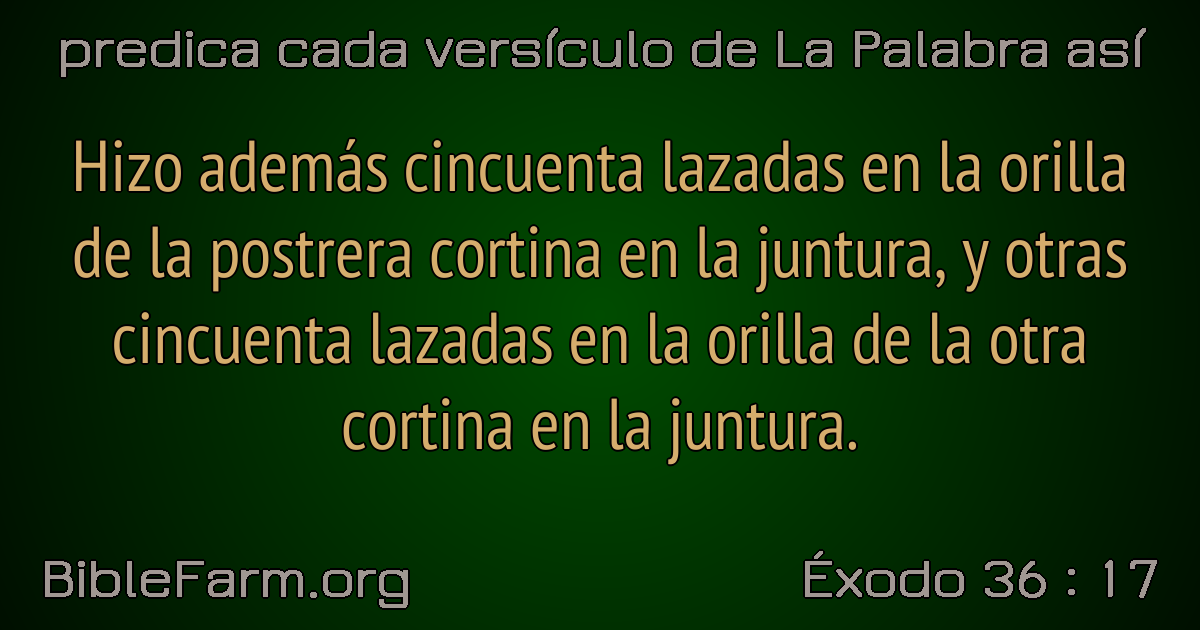 predica cada versículo de La Palabra así
Hizo además cincuenta lazadas en la orilla
de la postrera cortina en la juntura, y otras
cincuenta lazadas en la orilla de la otra
cortina en la juntura.
BibleFarm.org
Éxodo 36 : 17